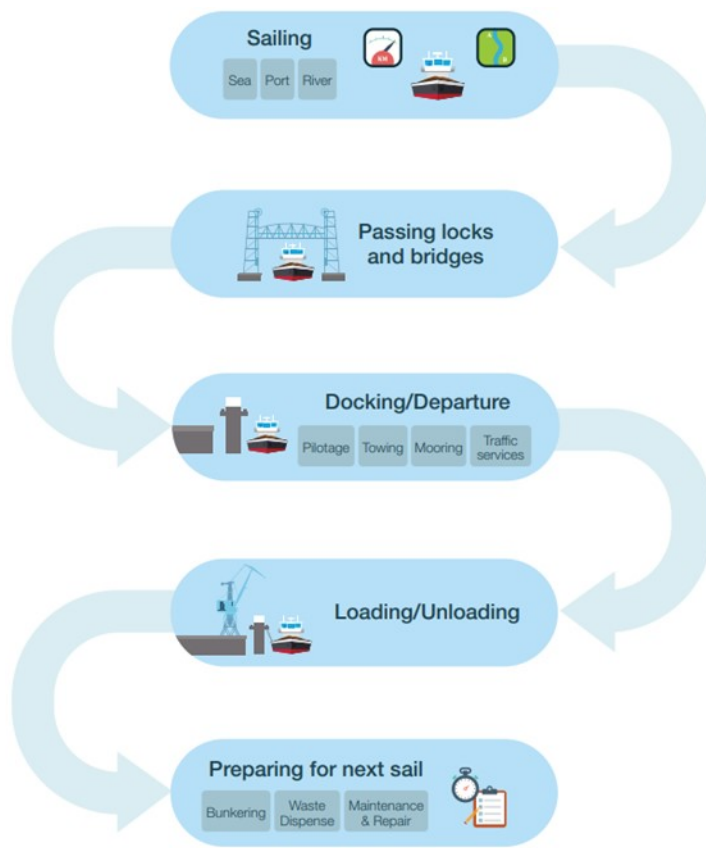 Sailing
KM
A
B
Sea Port River
Passing locks
and bridges
Docking/Departure
Pilotage Towing Mooring Traffic
services
Loading/Unloading
Preparing for next sail
Bunkering Waste
Dispense Maintenance
& Repair